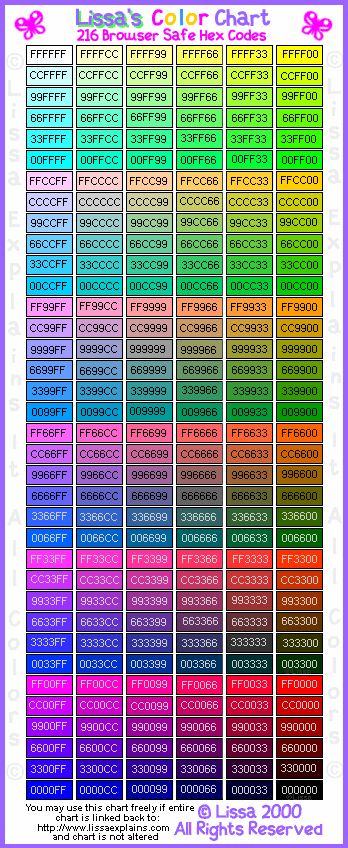 Lissa's Color Chart
216 Browser Safe Hex Codes
FFFFFF FFFFCC FFFF99 FFFF66 FFFF33 FFFF00
CCFFFF CCFFCC CCFF99 CCFF66 CCFF33 CCFF00
99FFFF 99FFCC 99FF99 99FF66 99FF33 99FF00
66FFFF 66FFCC 66FF99 66FF66 66FF33 66FF00
33FFFF 33FFCC 33FF99 33FF66 33FF33 33FF00
00FFFF 00FFCC 00FF99 00FF66 00FF33 00FF00
FFCCFF FFCCCC FFCC99 FFCC66 FFCC33 FFCC00
CCCCFF CCCCCC CCCC99 CCCC66 CCCC33 CCCC00
99CCFF 99CCCC 99CC99 99CC66 99CC33 99CC00
66CCFF 66CCCC 66CC99 66CC66 66CC33 66CC00
33CCFF 33CCCC 33CC99 33CC66 33CC33 33CC00
00CCFF 00CCCC 00CC99 00CC66 00CC33 00CC00
FF99FF FF99CC FF9999 FF9966 FF9933 FF9900
CC99FF CC99CC CC9999 CC9966 CC9933 CC9900
9999FF 9999CC 999999 999966 999933 999900
6699FF 6699CC 669999 669966 669933 669900
3399FF 3399CC 339999 339966 339933 339900
0099FF 0099CC 009999 009966 009933 009900
FF66FF FF66CC FF6699 FF6666 FF6633 FF6600
CC66FF CC66CC CC6699 CC6666 CC6633 CC6600
9966FF 9966CC 996699 996666 996633 996600
6666FF 6666CC 666699 666666 666633 666600
3366FF 3366CC 336699 336666 336633 336600
0066FF 0066CC 006699 006666 006633 006600
FF33FF FF33CC FF3399 FF3366 FF3333 FF3300
CC33FF CC33CC CC3399 CC3366 CC3333 CC3300
9933FF 9933CC 993399 993366 993333 993300
6633FF 6633CC 663399 663366 663333 663300
3333FF 3333CC 333399 333366 333333 333300
0033FF 0033CC 003399 003366 003333 003300
FF00FF FF00CC FF0099 FF0066 FF0033 FF0000
CC00FF CC00CC CC0099 CC0066 CC0033 CC0000
9900FF 9900CC 990099 990066 990033 990000
6600FF 6600CC 660099 660066 660033 660000
3300FF 3300CC 330099 330066 330033 330000
0000FF 0000CC 000099 000066 000033 000000
©Lissa
You may use this chart freely if entire
chart is linked back to:
http://www.lissaexplains.com
and chart is not altered
© Lissa 2000
All Rights Reserved
© Lissa Explains It All © Colors
© Lissa Explains It All © Colors